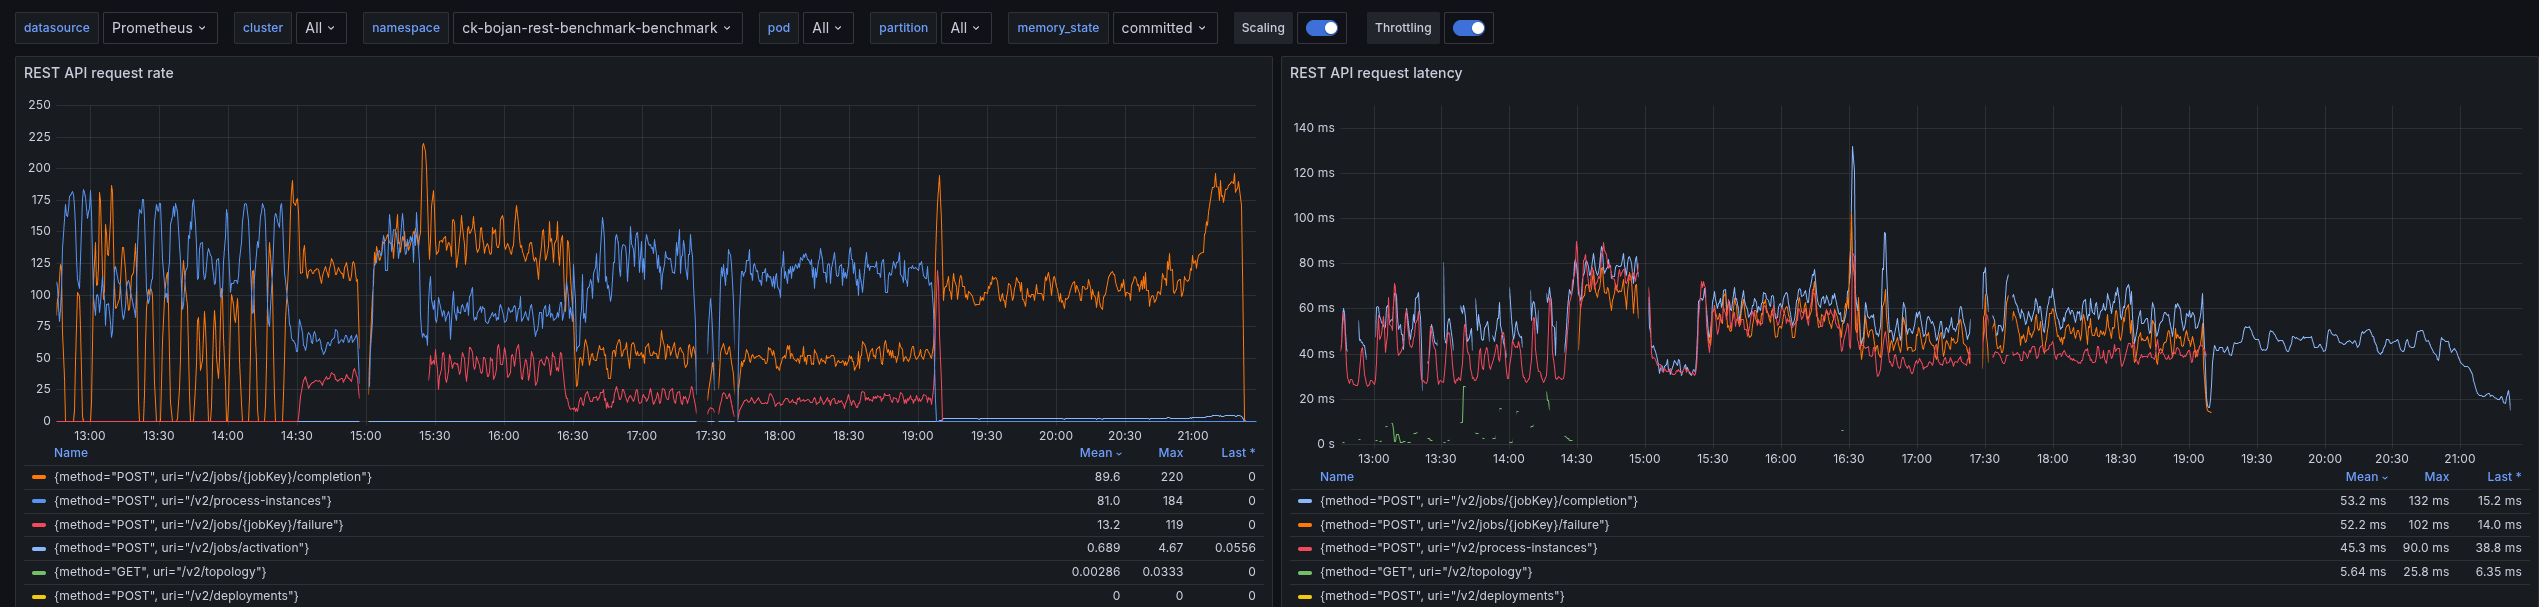 datasource Prometheus cluster All namespace ck-bojan-rest-benchmark-benchmark pod All partition All memory_state committed Scaling Throttling
REST API request rate
250
225
200
175
150
125
100
75
50
25
0
13:00 13:30 14:00 14:30 15:00 15:30 16:00 16:30 17:00 17:30 18:00 18:30 19:00 19:30 20:00 20:30 21:00
Name Mean Max Last *
{method="POST", uri="/v2/jobs/{jobKey}/completion"} 89.6 220 0
{method="POST", uri="/v2/process-instances"} 81.0 184 0
{method="POST", uri="/v2/jobs/{jobKey}/failure"} 13.2 119 0
{method="POST", uri="/v2/jobs/activation"} 0.689 4.67 0.0556
{method="GET", uri="/v2/topology"} 0.00286 0.0333 0
{method="POST", uri="/v2/deployments"} 0 0 0
REST API request latency
140 ms
120 ms
100 ms
80 ms
60 ms
40 ms
20 ms
0 s
13:00 13:30 14:00 14:30 15:00 15:30 16:00 16:30 17:00 17:30 18:00 18:30 19:00 19:30 20:00 20:30 21:00
Name Mean Max Last *
{method="POST", uri="/v2/jobs/{jobKey}/completion"} 53.2 ms 132 ms 15.2 ms
{method="POST", uri="/v2/jobs/{jobKey}/failure"} 52.2 ms 102 ms 14.0 ms
{method="POST", uri="/v2/process-instances"} 45.3 ms 90.0 ms 38.8 ms
{method="GET", uri="/v2/topology"} 5.64 ms 25.8 ms 6.35 ms
{method="POST", uri="/v2/deployments"}